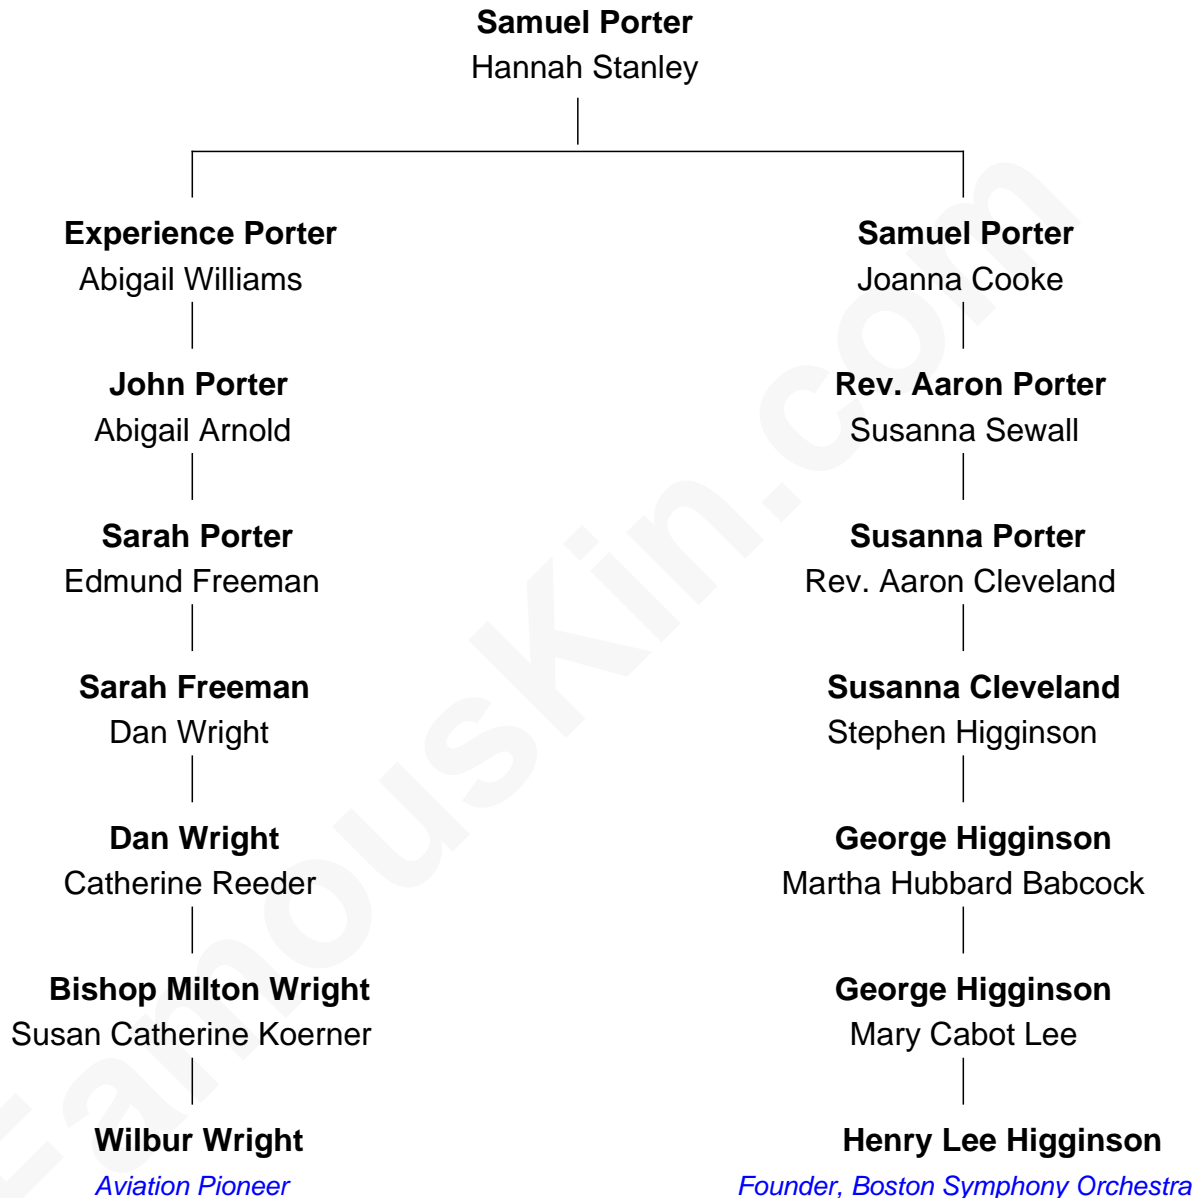 Samuel Porter
Hannah Stanley
Experience Porter
Abigail Williams
John Porter
Abigail Arnold
Sarah Porter
Edmund Freeman
Sarah Freeman
Dan Wright
Dan Wright
Catherine Reeder
Bishop Milton Wright
Susan Catherine Koerner
Wilbur Wright
Aviation Pioneer
Samuel Porter
Joanna Cooke
Rev. Aaron Porter
Susanna Sewall
Susanna Porter
Rev. Aaron Cleveland
Susanna Cleveland
Stephen Higginson
George Higginson
Martha Hubbard Babcock
George Higginson
Mary Cabot Lee
Henry Lee Higginson
Founder, Boston Symphony Orchestra
FamousKin.com